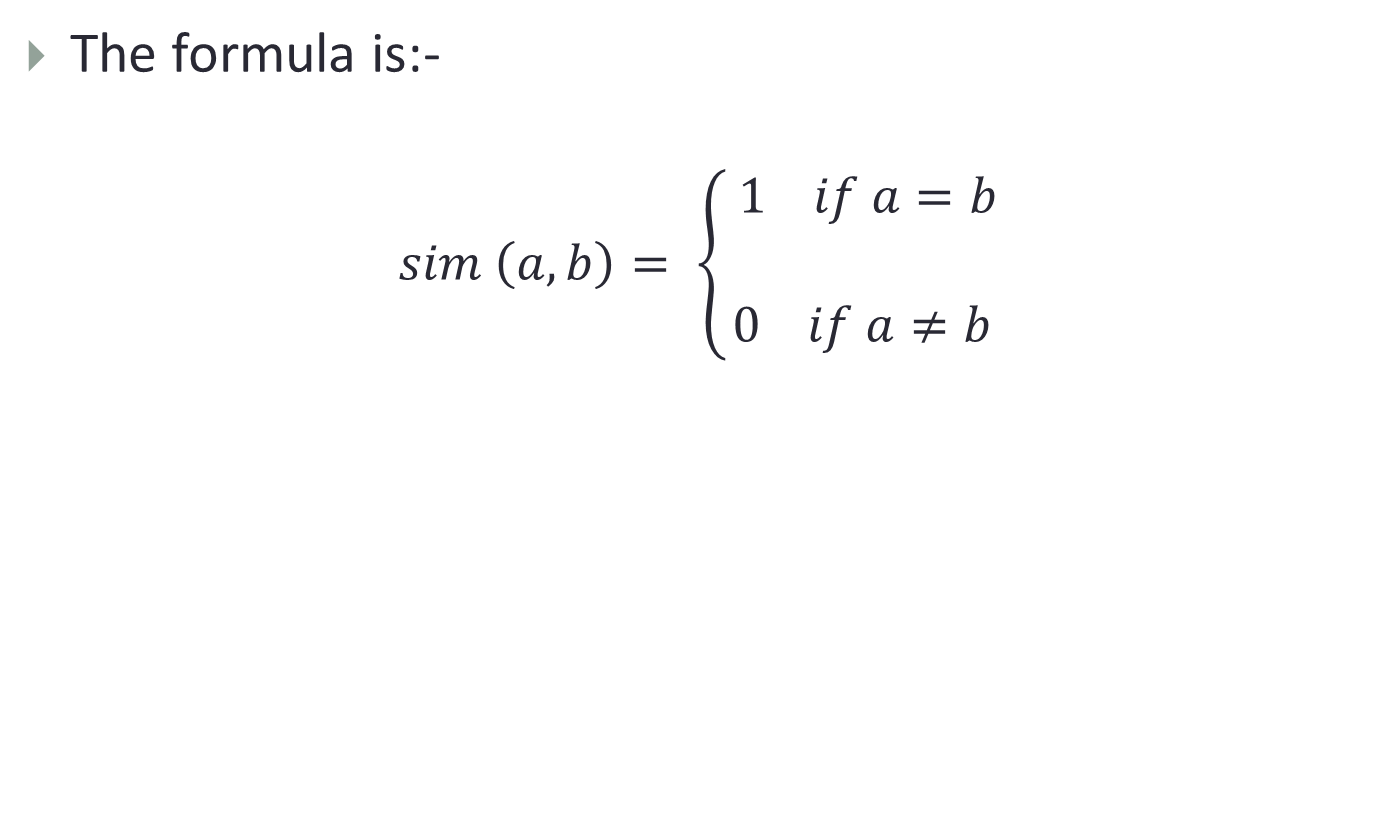 The formula is:-
sim (a, b) = { 1 if a = b
0 if a ≠ b